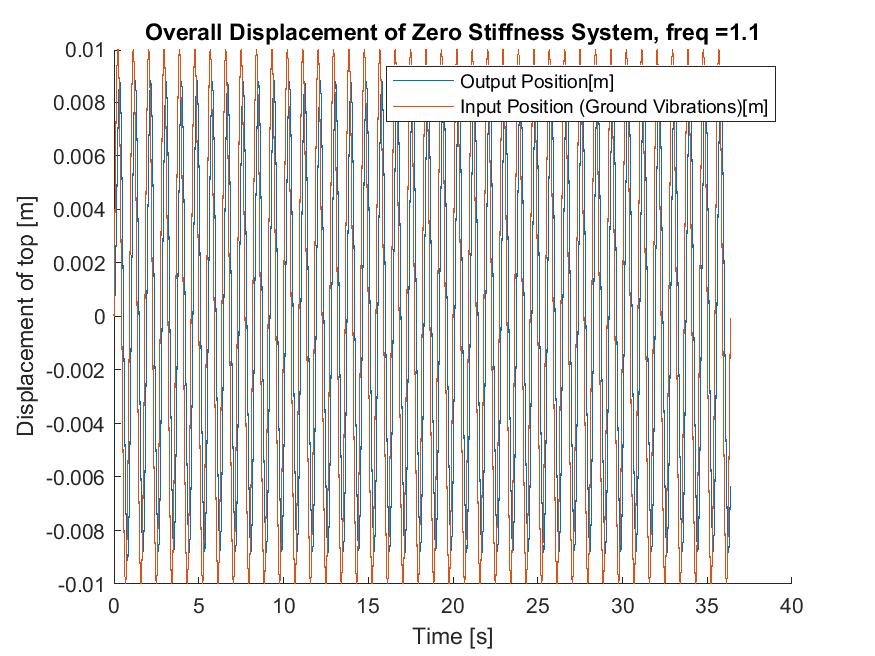 Overall Displacement of Zero Stiffness System, freq =1.1
0.01
0.008
0.006
0.004
0.002
0
-0.002
-0.004
-0.006
-0.008
-0.01
Displacement of top [m]
Output Position[m]
Input Position (Ground Vibrations)[m]
0 5 10 15 20 25 30 35 40
Time [s]